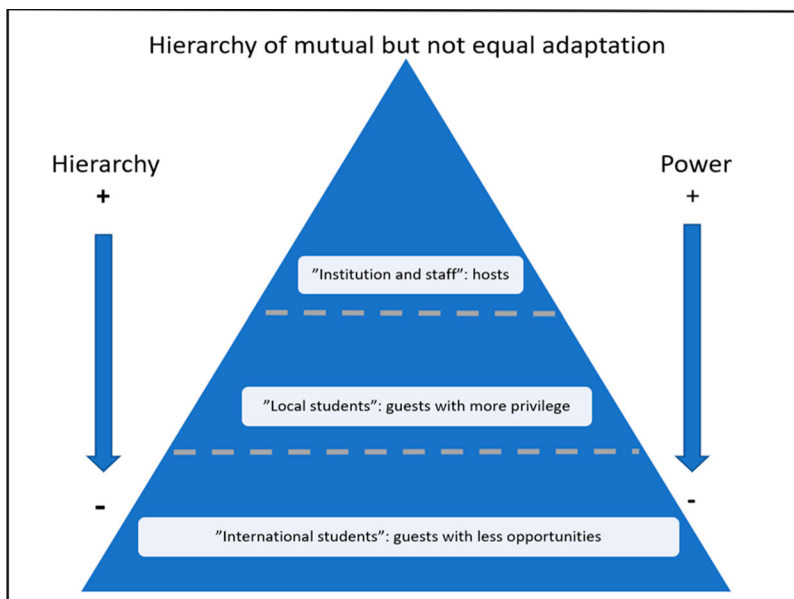 Hierarchy of mutual but not equal adaptation
Hierarchy
+
Power
+
”Institution and staff”: hosts
”Local students”: guests with more privilege
-
-
”International students”: guests with less opportunities